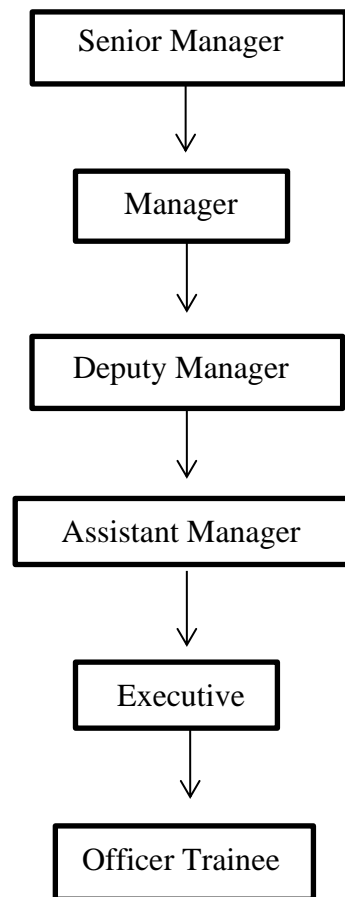 Senior Manager
Manager
Deputy Manager
Assistant Manager
Executive
Officer Trainee